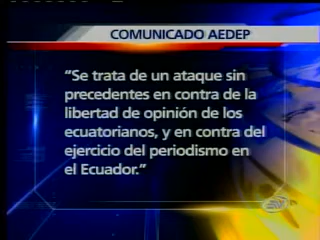 COMUNICADO AEDEP
“Se trata de un ataque sin
precedentes en contra de la
libertad de opinión de los
ecuatorianos, y en contra del
ejercicio del periodismo en
el Ecuador.”